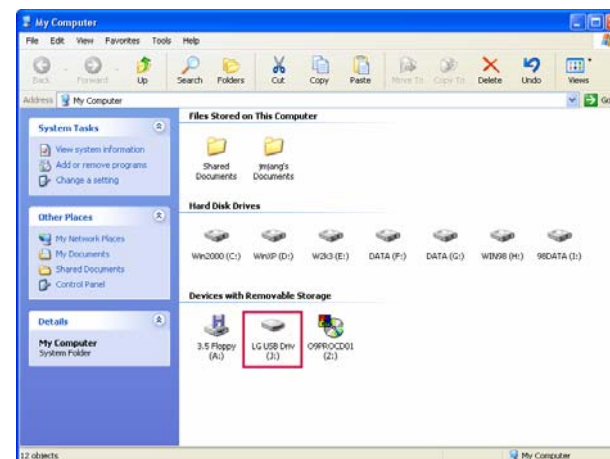 My Computer
File Edit View Favorites Tools Help
Back Forward Up Search Folders Cut Copy Paste Move To Copy To Delete Undo Views
Address My Computer Go
Files Stored on This Computer
System Tasks
View system information
Add or remove programs
Change a setting
Shared Documents
jmjang's Documents
Hard Disk Drives
Other Places
My Network Places
My Documents
Shared Documents
Control Panel
Win2000 (C:) WinXP (D:) W2k3 (E:) DATA (F:) DATA (G:) WIN98 (H:) 98DATA (I:)
Devices with Removable Storage
Details
My Computer
System Folder
3.5 Floppy (A:)
LG USB Driv (J:)
O9PROCD01 (Z:)
12 objects
My Computer